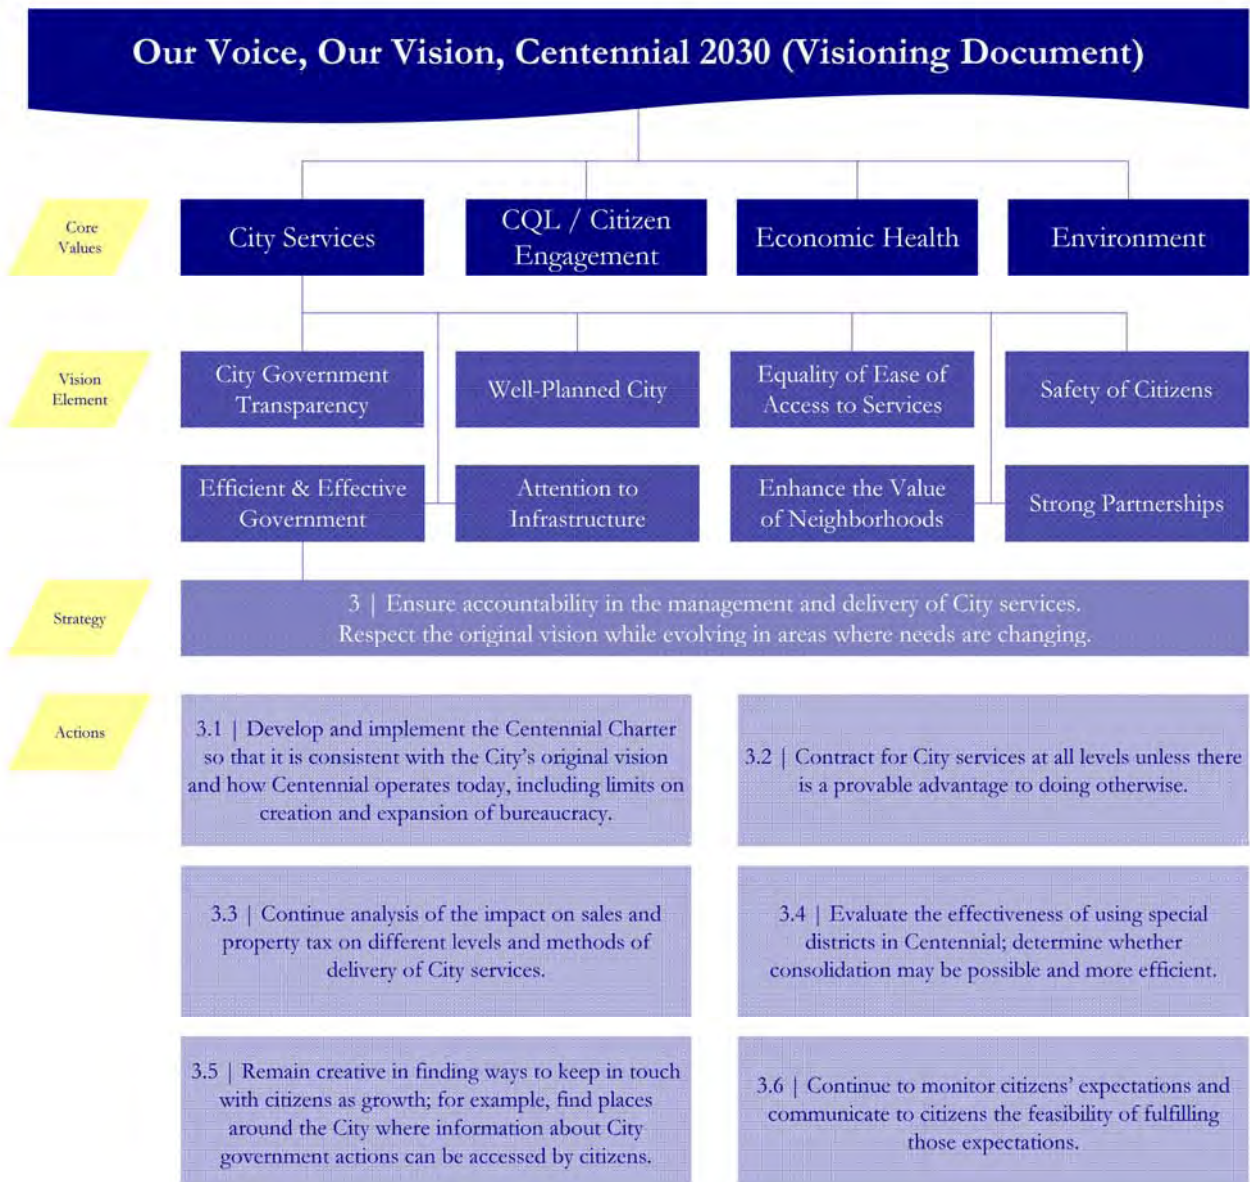 Our Voice, Our Vision, Centennial 2030 (Visioning Document)
Core
Values
City Services
CQL / Citizen
Engagement
Economic Health
Environment
Vision
Element
City Government
Transparency
Well-Planned City
Equality of Ease of
Access to Services
Safety of Citizens
Efficient & Effective
Government
Attention to
Infrastructure
Enhance the Value
of Neighborhoods
Strong Partnerships
Strategy
3 | Ensure accountability in the management and delivery of City services.
Respect the original vision while evolving in areas where needs are changing.
Actions
3.1 | Develop and implement the Centennial Charter
so that it is consistent with the City's original vision
and how Centennial operates today, including limits on
creation and expansion of bureaucracy.
3.2 | Contract for City services at all levels unless there
is a provable advantage to doing otherwise.
3.3 | Continue analysis of the impact on sales and
property tax on different levels and methods of
delivery of City services.
3.4 | Evaluate the effectiveness of using special
districts in Centennial; determine whether
consolidation may be possible and more efficient.
3.5 | Remain creative in finding ways to keep in touch
with citizens as growth; for example, find places
around the City where information about City
government actions can be accessed by citizens.
3.6 | Continue to monitor citizens' expectations and
communicate to citizens the feasibility of fulfilling
those expectations.